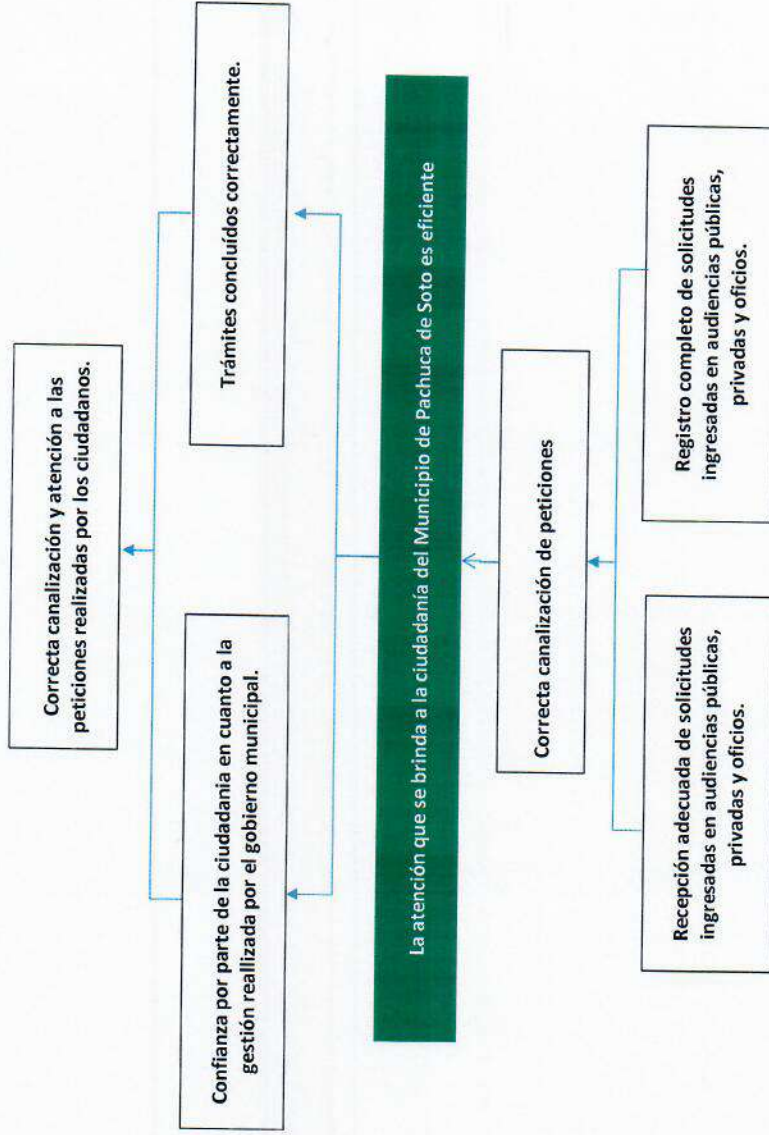 Correcta canalización y atención a las
peticiones realizadas por los ciudadanos.
Confianza por parte de la ciudadania en cuanto a la
gestión reallizada por el gobierno municipal.
Trámites concluídos correctamente.
La atención que se brinda a la ciudadanía del Municipio de Pachuca de Soto es eficiente
Correcta canalización de peticiones
Recepción adecuada de solicitudes
ingresadas en audiencias públicas,
privadas y oficios.
Registro completo de solicitudes
ingresadas en audiencias públicas,
privadas y oficios.